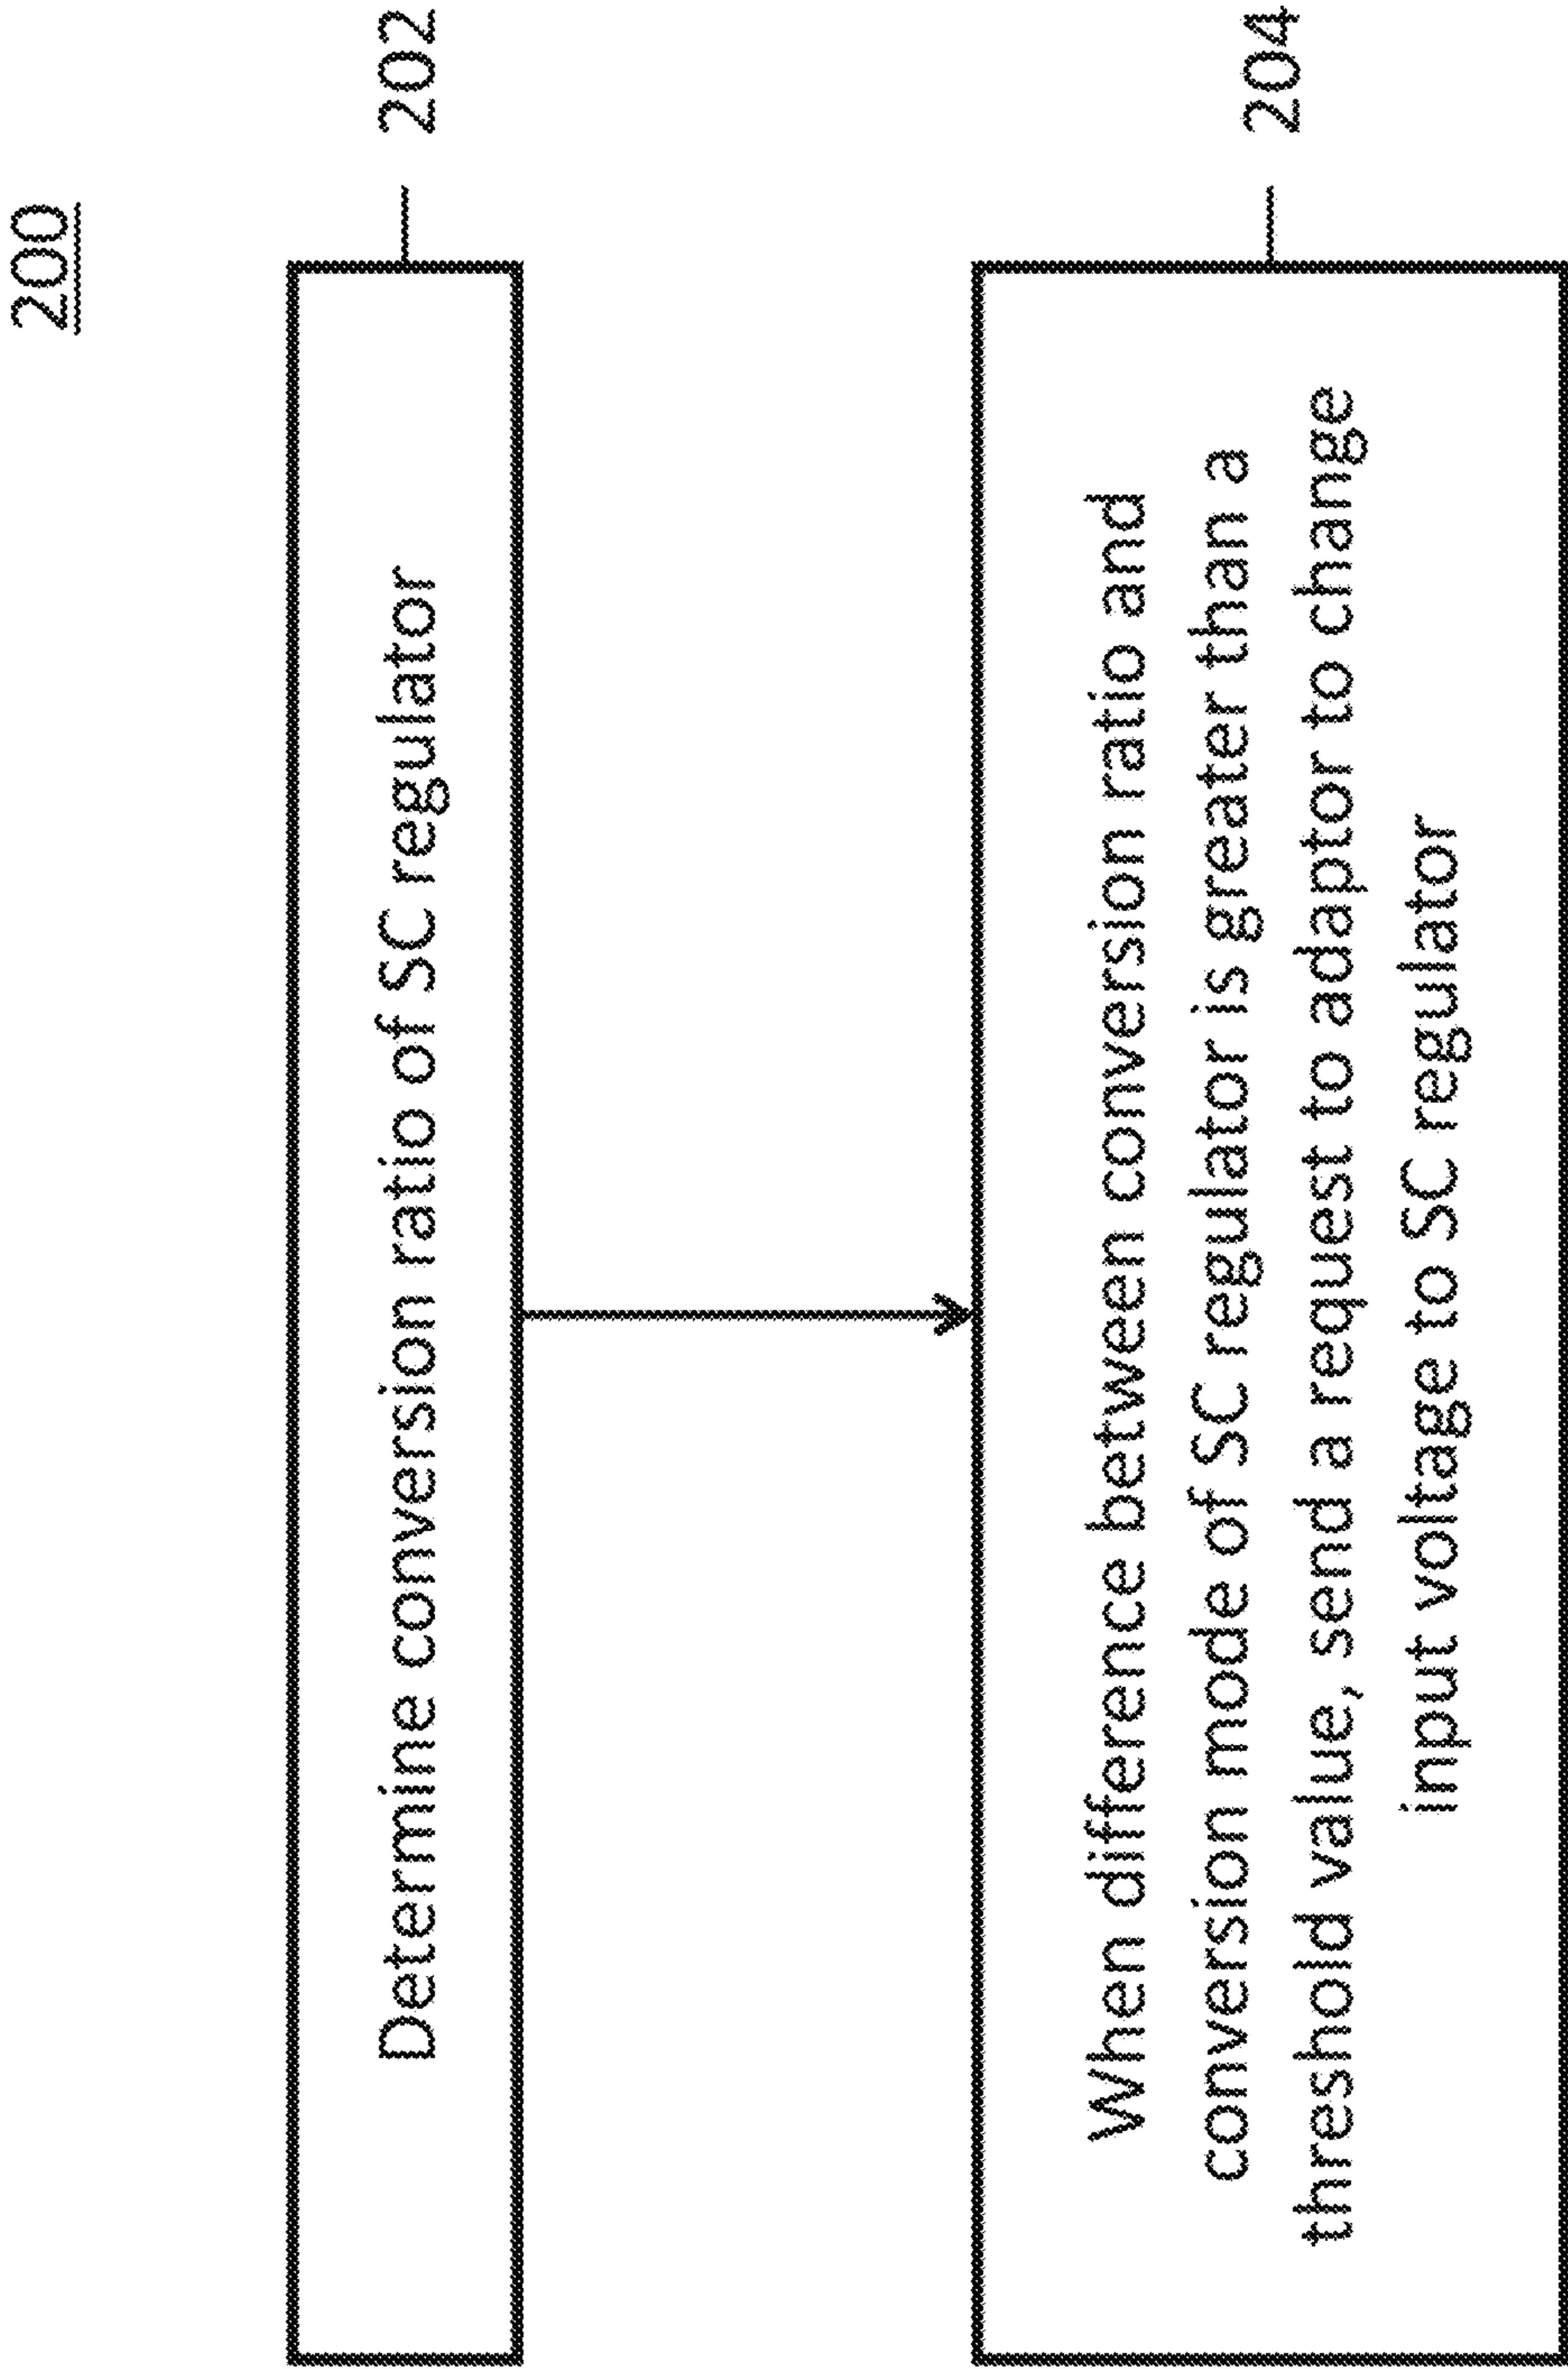 200
Determine conversion ratio of SC regulator
202
When difference between conversion ratio and
conversion mode of SC regulator is greater than a
threshold value, send a request to adaptor to change
input voltage to SC regulator
204